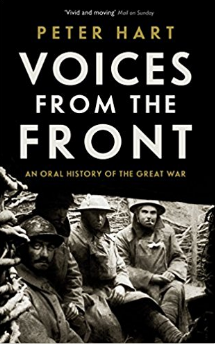 'Vivid and moving' Mail on Sunday
PETER HART
VOICES
FROM THE
FRONT
AN ORAL HISTORY OF THE GREAT WAR